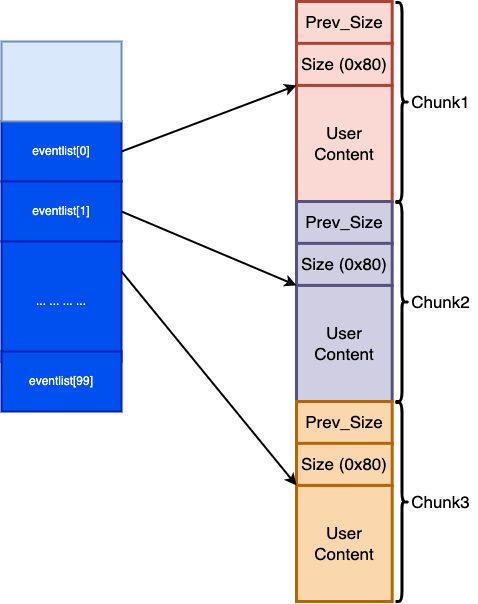 eventlist[0]
eventlist[1]
... ... ... ...
eventlist[99]
Prev_Size
Size (0x80)
User
Content
Chunk1
Prev_Size
Size (0x80)
User
Content
Chunk2
Prev_Size
Size (0x80)
User
Content
Chunk3